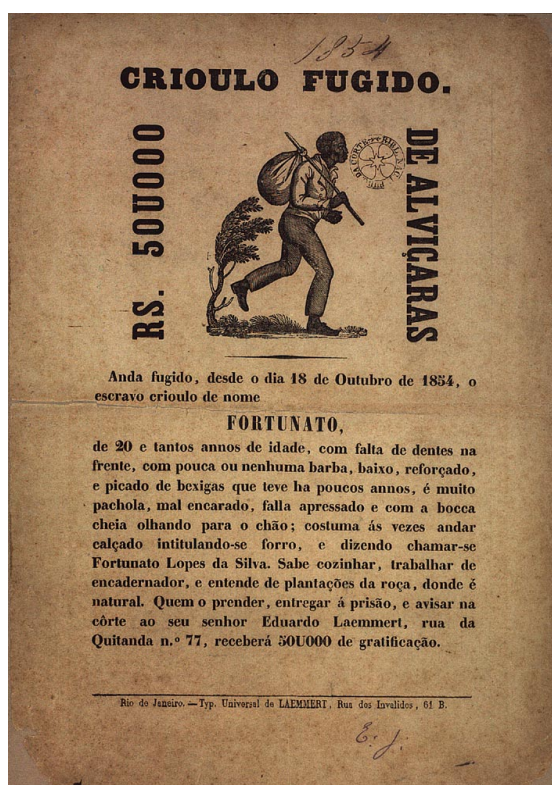 1854
CRIOULO FUGIDO.
RS. 50U000
DE ALVIÇARAS
Anda fugido, desde o dia 18 de Outubro de 1854, o
escravo crioulo de nome
FORTUNATO,
de 20 e tantos annos de idade, com falta de dentes na
frente, com pouca ou nenhuma barba, baixo, reforçado,
e picado de bexigas que teve ha poucos annos, é muito
pachola, mal encarado, falla apressado e com a bocca
cheia olhando para o chão; costuma ás vezes andar
calçado intitulando-se forro, e dizendo chamar-se
Fortunato Lopes da Silva. Sabe cozinhar, trabalhar de
encadernador, e entende de plantações da roça, donde é
natural. Quem o prender, entregar á prisão, e avisar na
côrte ao seu senhor Eduardo Laemmert, rua da
Quitanda n.º 77, receberá 50U000 de gratificação.
Rio de Janeiro. — Typ. Universal de LAEMMERT, Rua dos Invalidos, 61 B.
E. J.